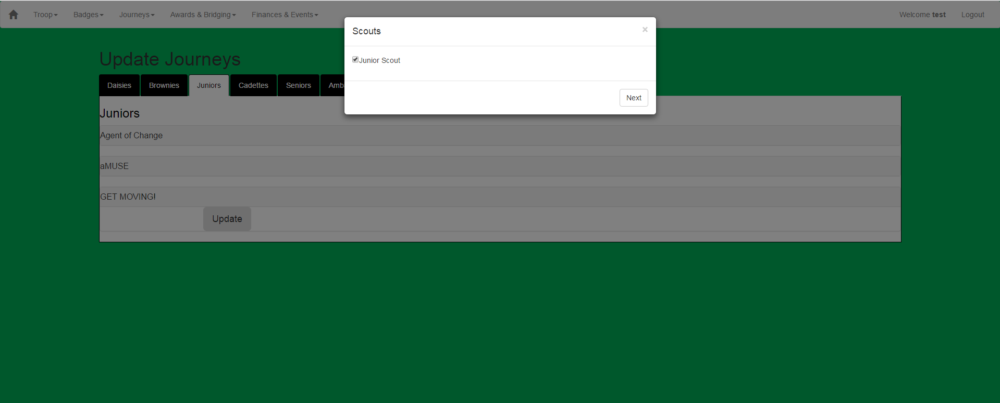 Troop Badges Journeys Awards & Bridging Finances & Events Welcome test Logout
Scouts ×
Junior Scout
Next
Update Journeys
Daisies Brownies Juniors Cadettes Seniors Amb
Juniors
Agent of Change
aMUSE
GET MOVING!
Update